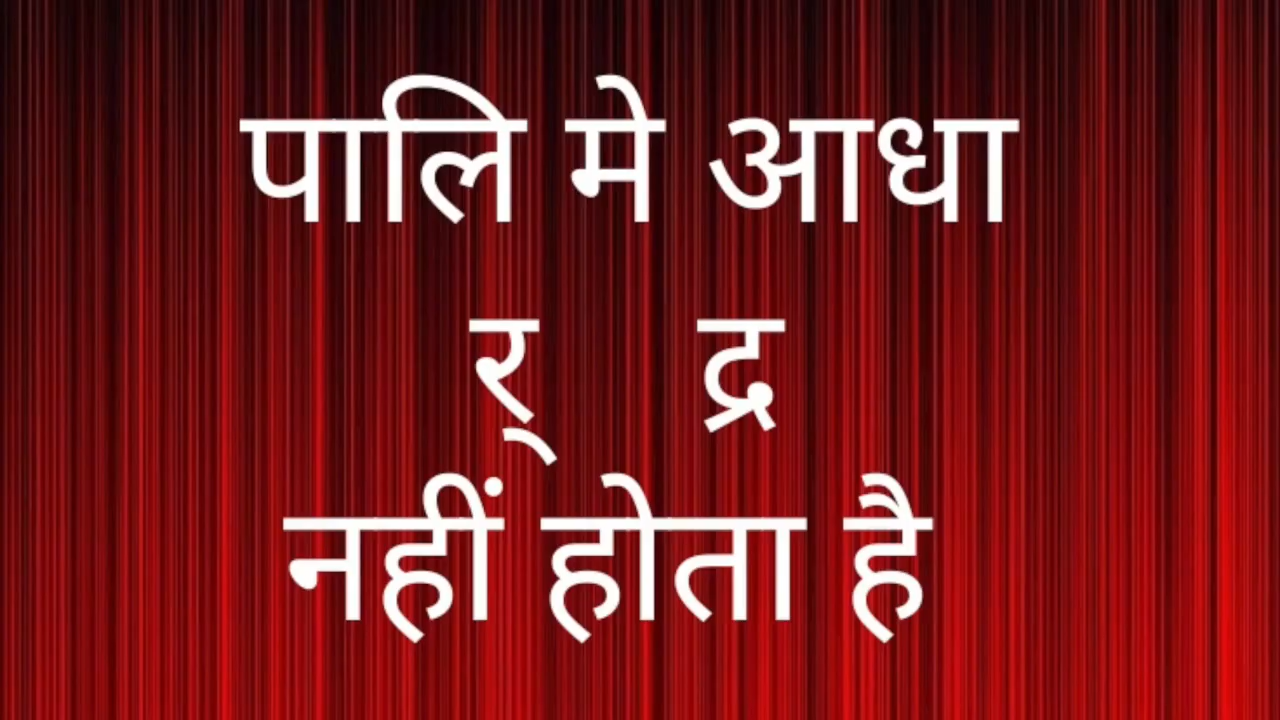 पालि मे आधा
र्    द्र
नहीं होता है